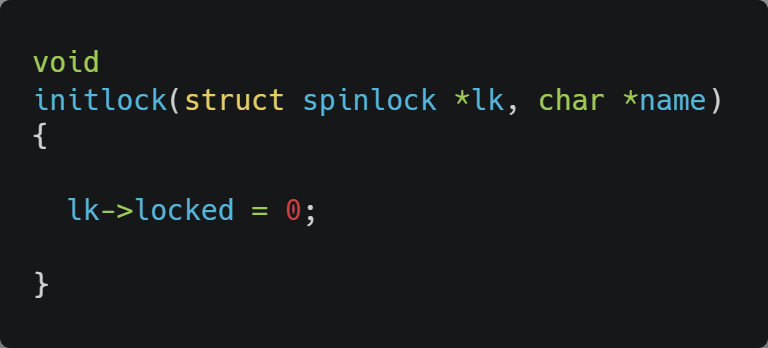 void
initlock(struct spinlock *lk, char *name)
{
  lk->locked = 0;
}